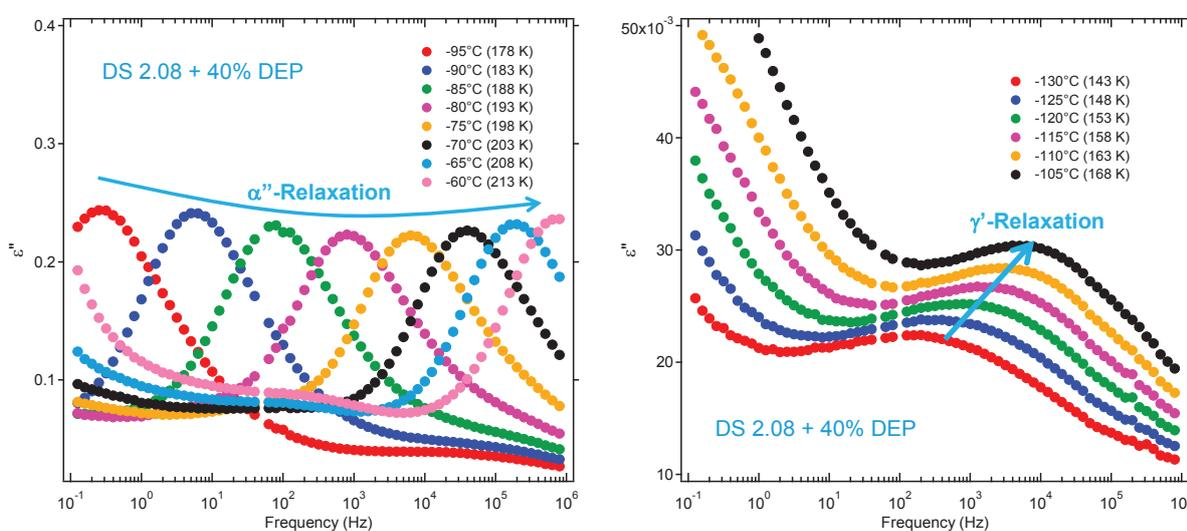 0.4
0.3
0.2
0.1
ε"
DS 2.08 + 40% DEP
-95°C (178 K)
-90°C (183 K)
-85°C (188 K)
-80°C (193 K)
-75°C (198 K)
-70°C (203 K)
-65°C (208 K)
-60°C (213 K)
α"-Relaxation
10⁻¹ 10⁰ 10¹ 10² 10³ 10⁴ 10⁵ 10⁶
Frequency (Hz)
50x10⁻³
40
30
20
10
ε"
-130°C (143 K)
-125°C (148 K)
-120°C (153 K)
-115°C (158 K)
-110°C (163 K)
-105°C (168 K)
γ'-Relaxation
DS 2.08 + 40% DEP
10⁻¹ 10⁰ 10¹ 10² 10³ 10⁴ 10⁵
Frequency (Hz)